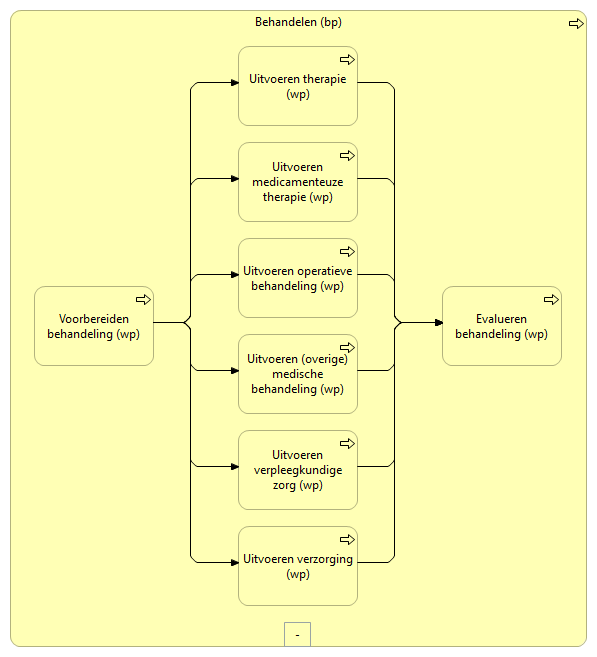 Behandelen (bp)
Uitvoeren therapie
(wp)
Uitvoeren
medicamenteuze
therapie (wp)
Uitvoeren operatieve
behandeling (wp)
Voorbereiden
behandeling (wp)
Evalueren
behandeling (wp)
Uitvoeren (overige)
medische
behandeling (wp)
Uitvoeren
verpleegkundige
zorg (wp)
Uitvoeren verzorging
(wp)
-